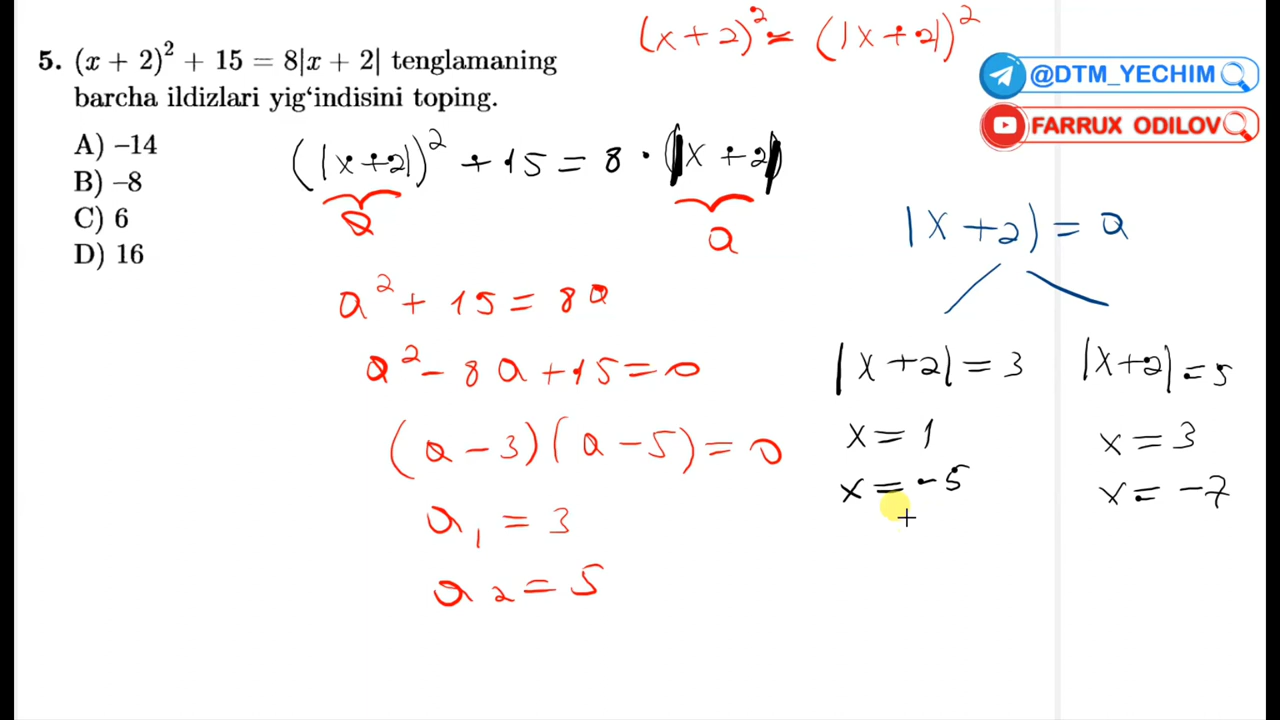 (x+2)² = (|x+2|)²
5. (x + 2)² + 15 = 8|x + 2| tenglamaning
barcha ildizlari yig‘indisini toping.
@DTM_YECHIM
FARRUX ODILOV
A) –14
B) –8
C) 6
D) 16
(|x+2|)² + 15 = 8 · |x+2|
a
a
a² + 15 = 8a
a² - 8a + 15 = 0
(a - 3)(a - 5) = 0
a₁ = 3
a₂ = 5
|x+2| = a
|x+2| = 3
x = 1
x = -5
|x+2| = 5
x = 3
x = -7